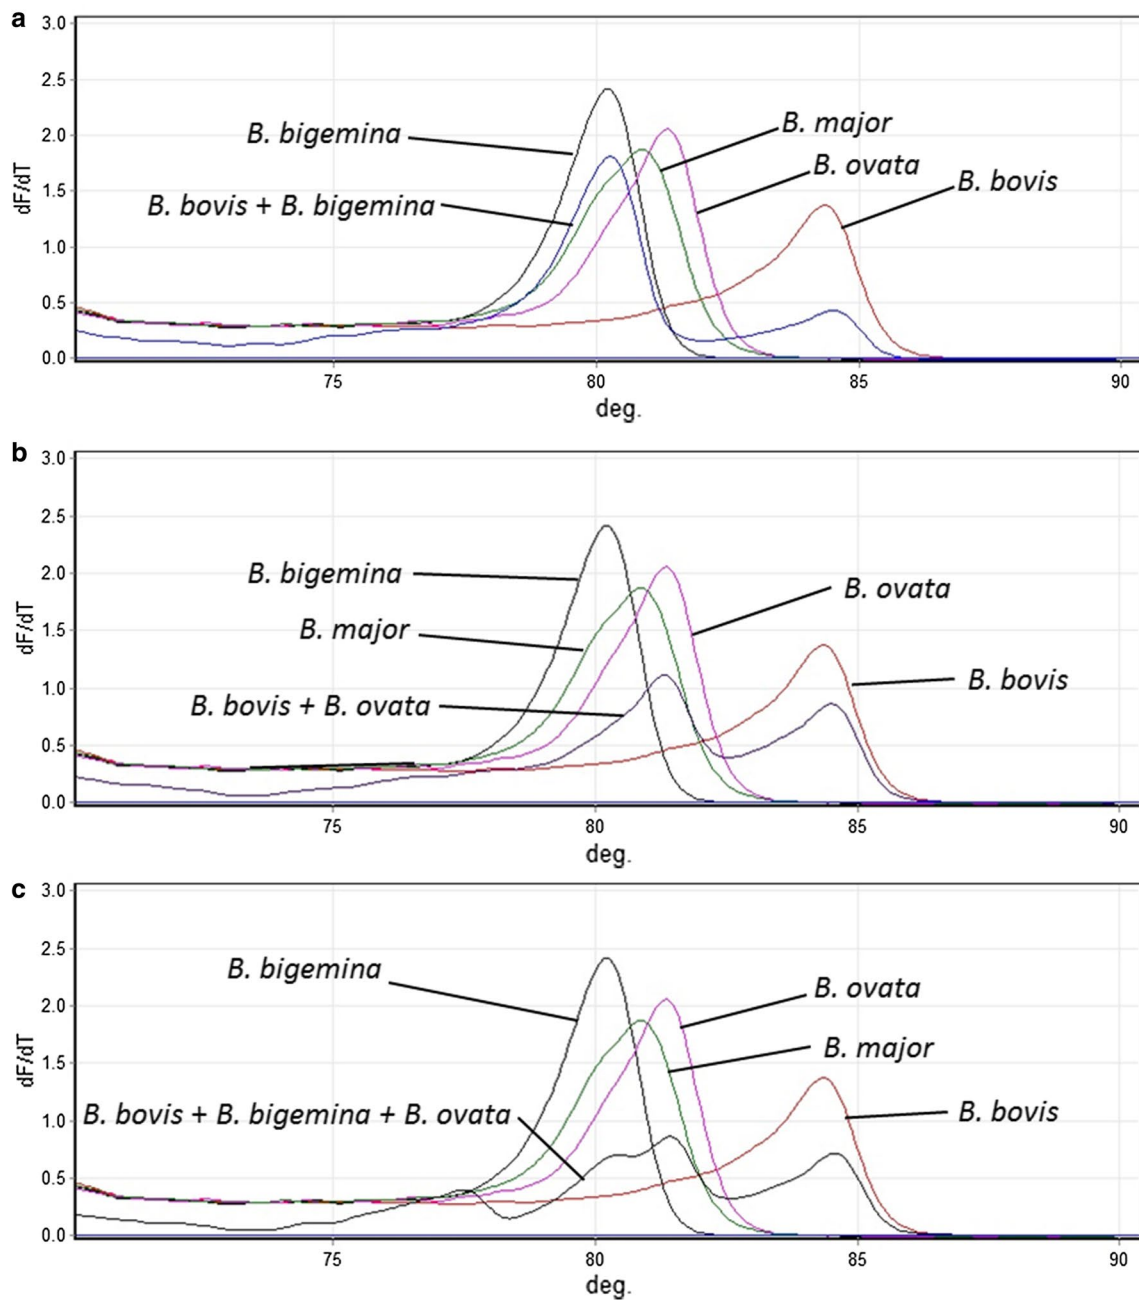 a
3.0
2.5
2.0
1.5
1.0
0.5
0.0
dF/dT
B. bigemina
B. major
B. ovata
B. bovis
B. bovis + B. bigemina
75 80 85 90
deg.
b
3.0
2.5
2.0
1.5
1.0
0.5
0.0
dF/dT
B. bigemina
B. ovata
B. major
B. bovis
B. bovis + B. ovata
75 80 85 90
deg.
c
3.0
2.5
2.0
1.5
1.0
0.5
0.0
dF/dT
B. bigemina
B. ovata
B. major
B. bovis + B. bigemina + B. ovata
B. bovis
75 80 85 90
deg.